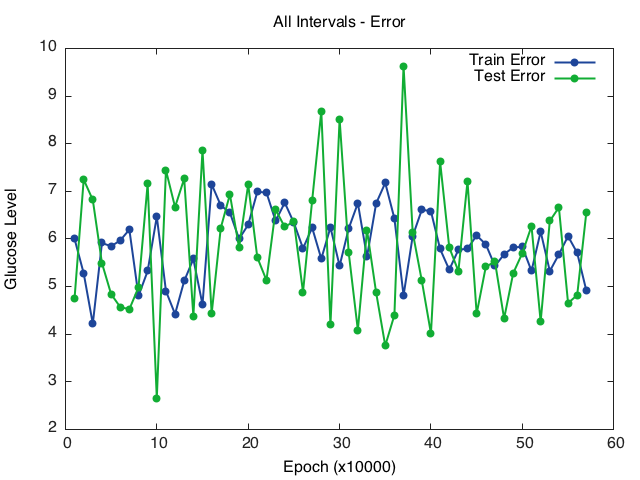 All Intervals - Error
Train Error
Test Error
10
9
8
7
6
5
4
3
2
Glucose Level
0 10 20 30 40 50 60
Epoch (x10000)